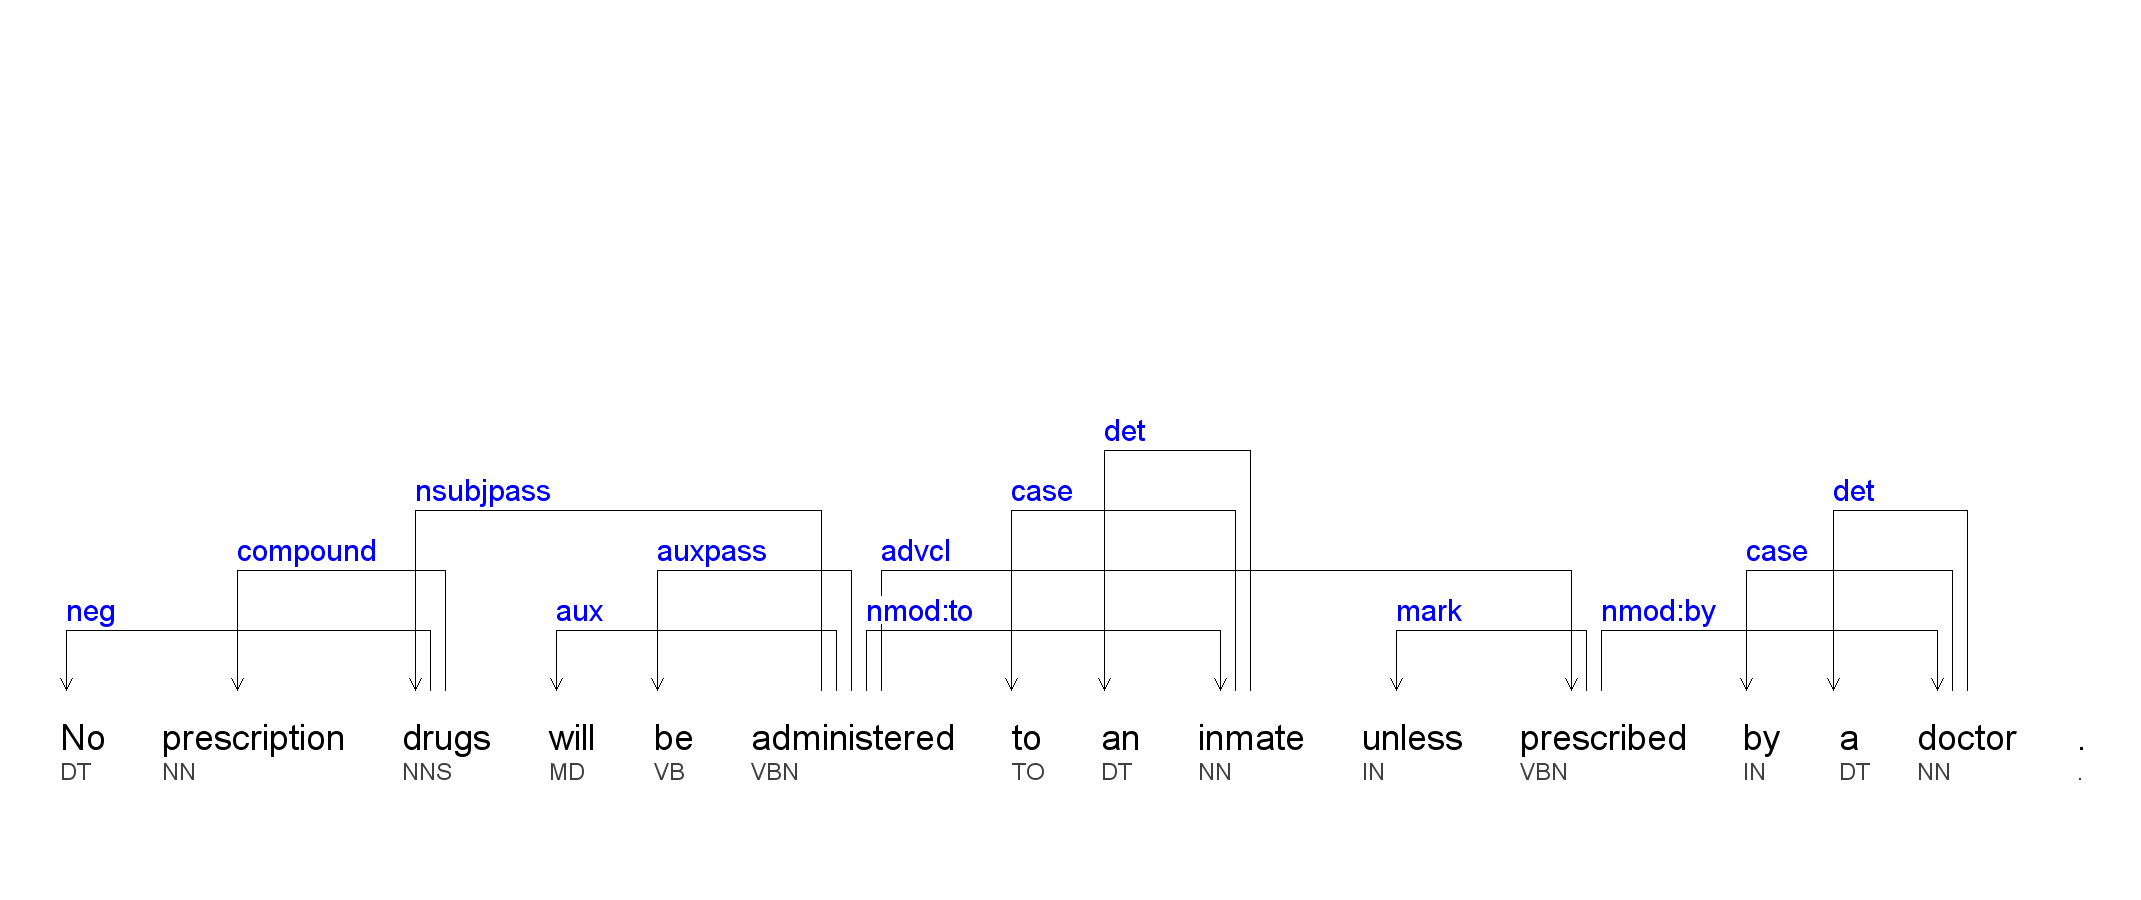 det
nsubjpass case det
compound auxpass advcl case
neg aux nmod:to mark nmod:by
No prescription drugs will be administered to an inmate unless prescribed by a doctor .
DT NN NNS MD VB VBN TO DT NN IN VBN IN DT NN .